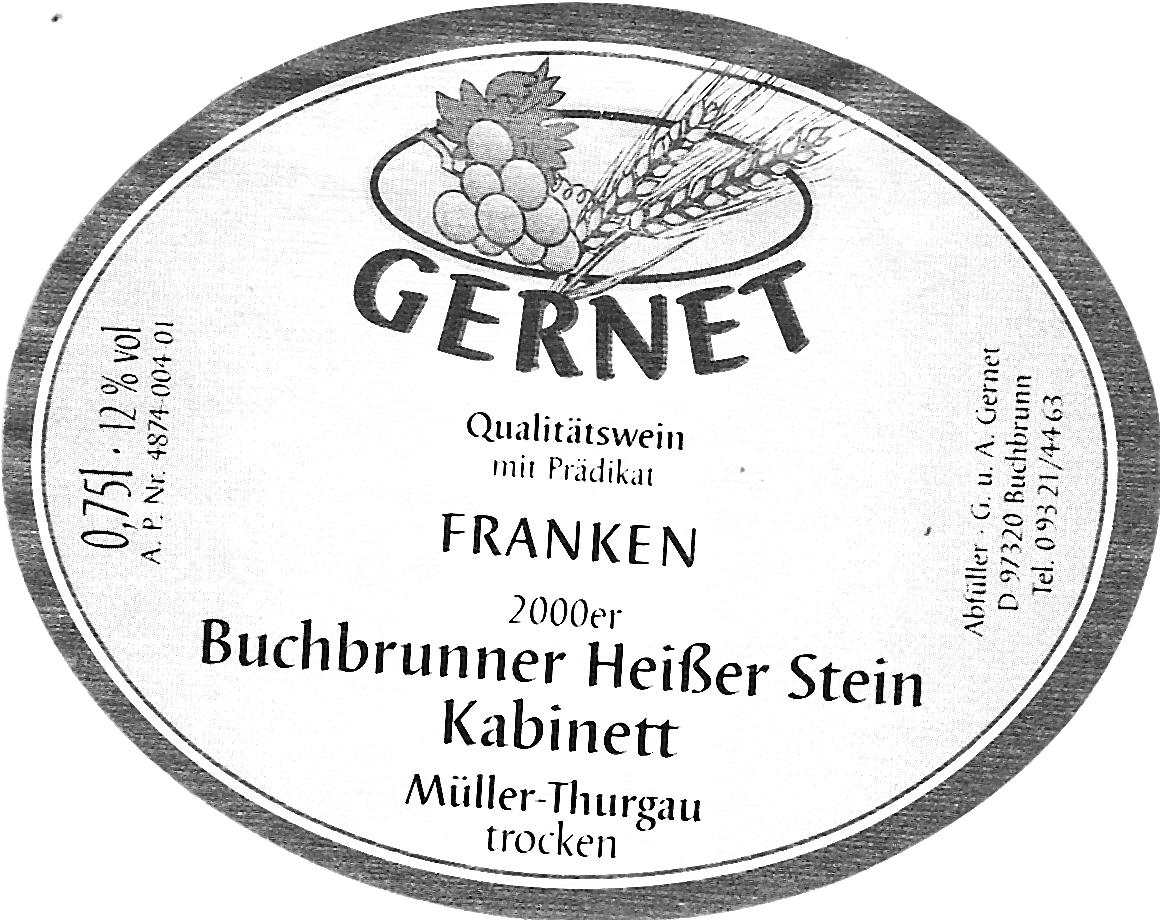 GERNET
Qualitätswein
mit Prädikat
FRANKEN
2000er
Buchbrunner Heißer Stein
Kabinett
Müller-Thurgau
trocken
0,75l · 12 % vol
A. P. Nr. 4874-004-01
Abfüller · G. u. A. Gernet
D 97320 Buchbrunn
Tel. 0 93 21/44 63